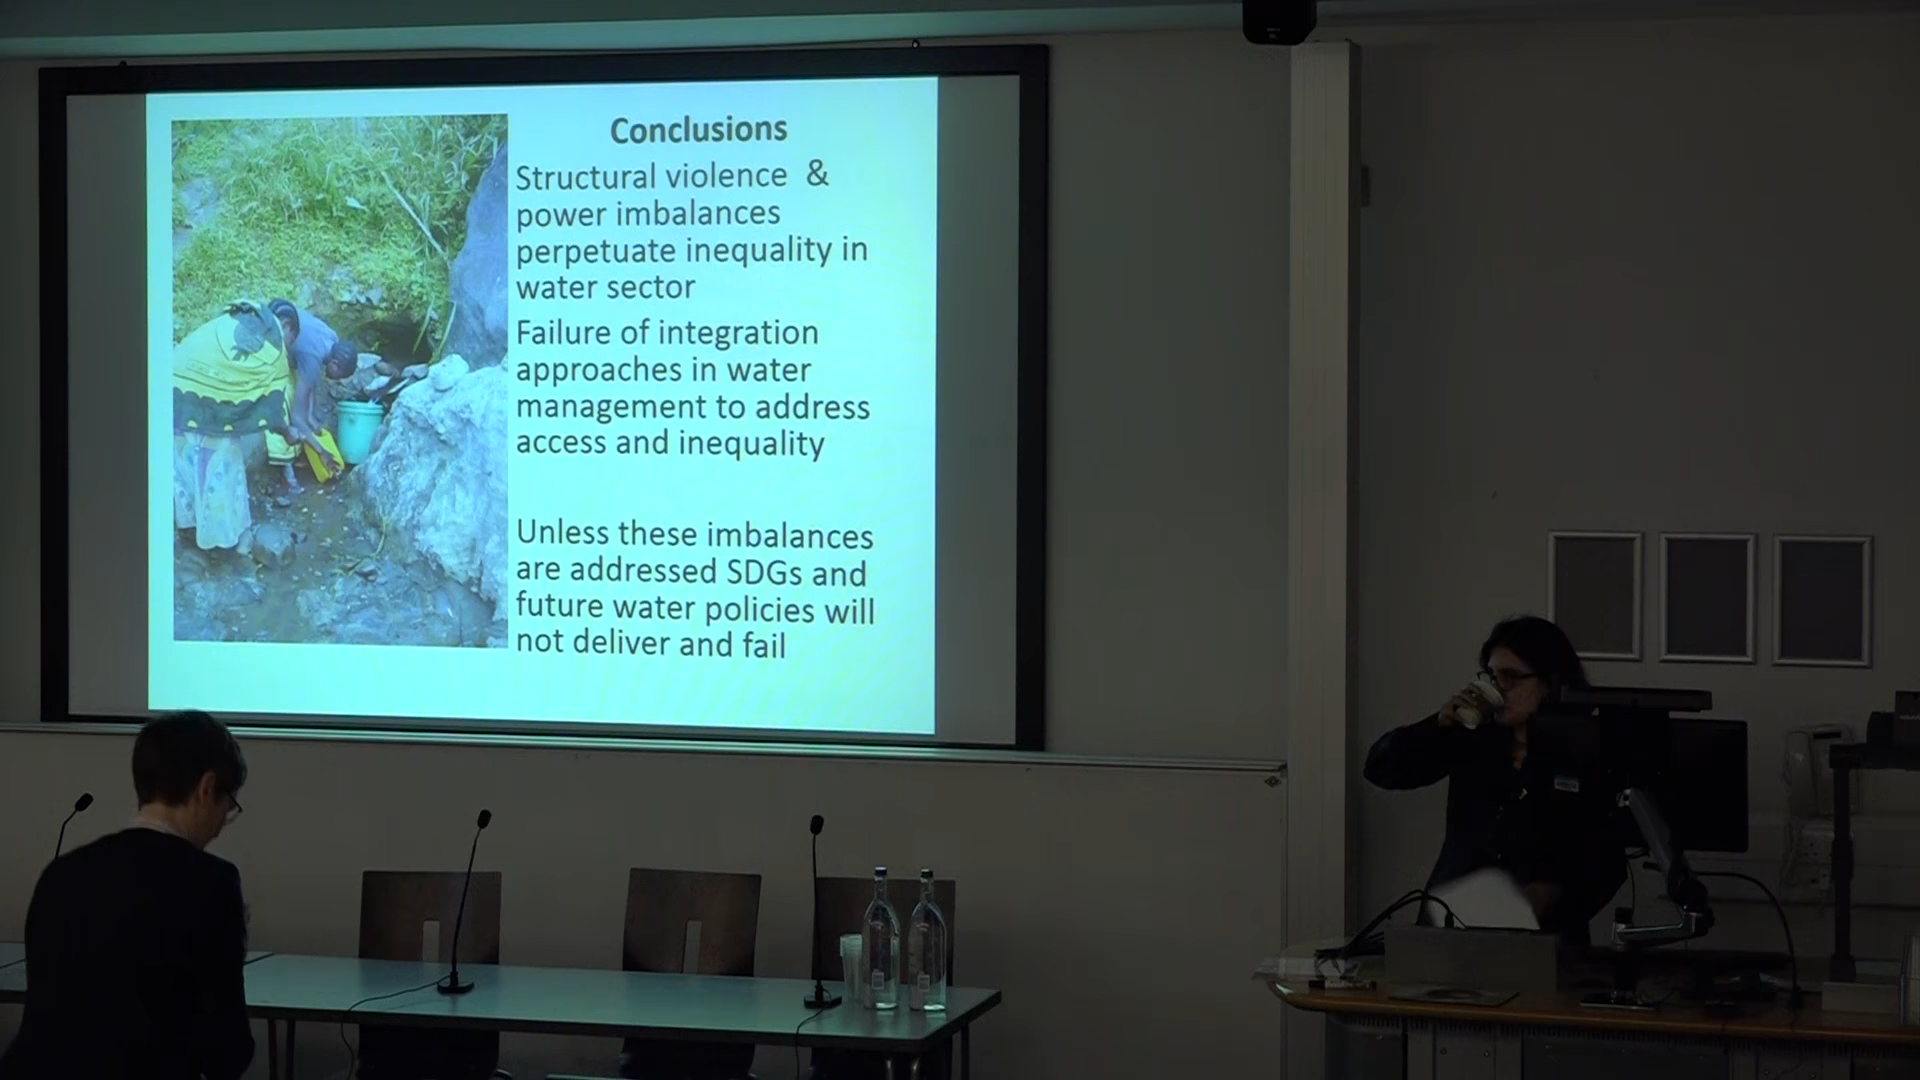 Conclusions
Structural violence &
power imbalances
perpetuate inequality in
water sector
Failure of integration
approaches in water
management to address
access and inequality
Unless these imbalances
are addressed SDGs and
future water policies will
not deliver and fail